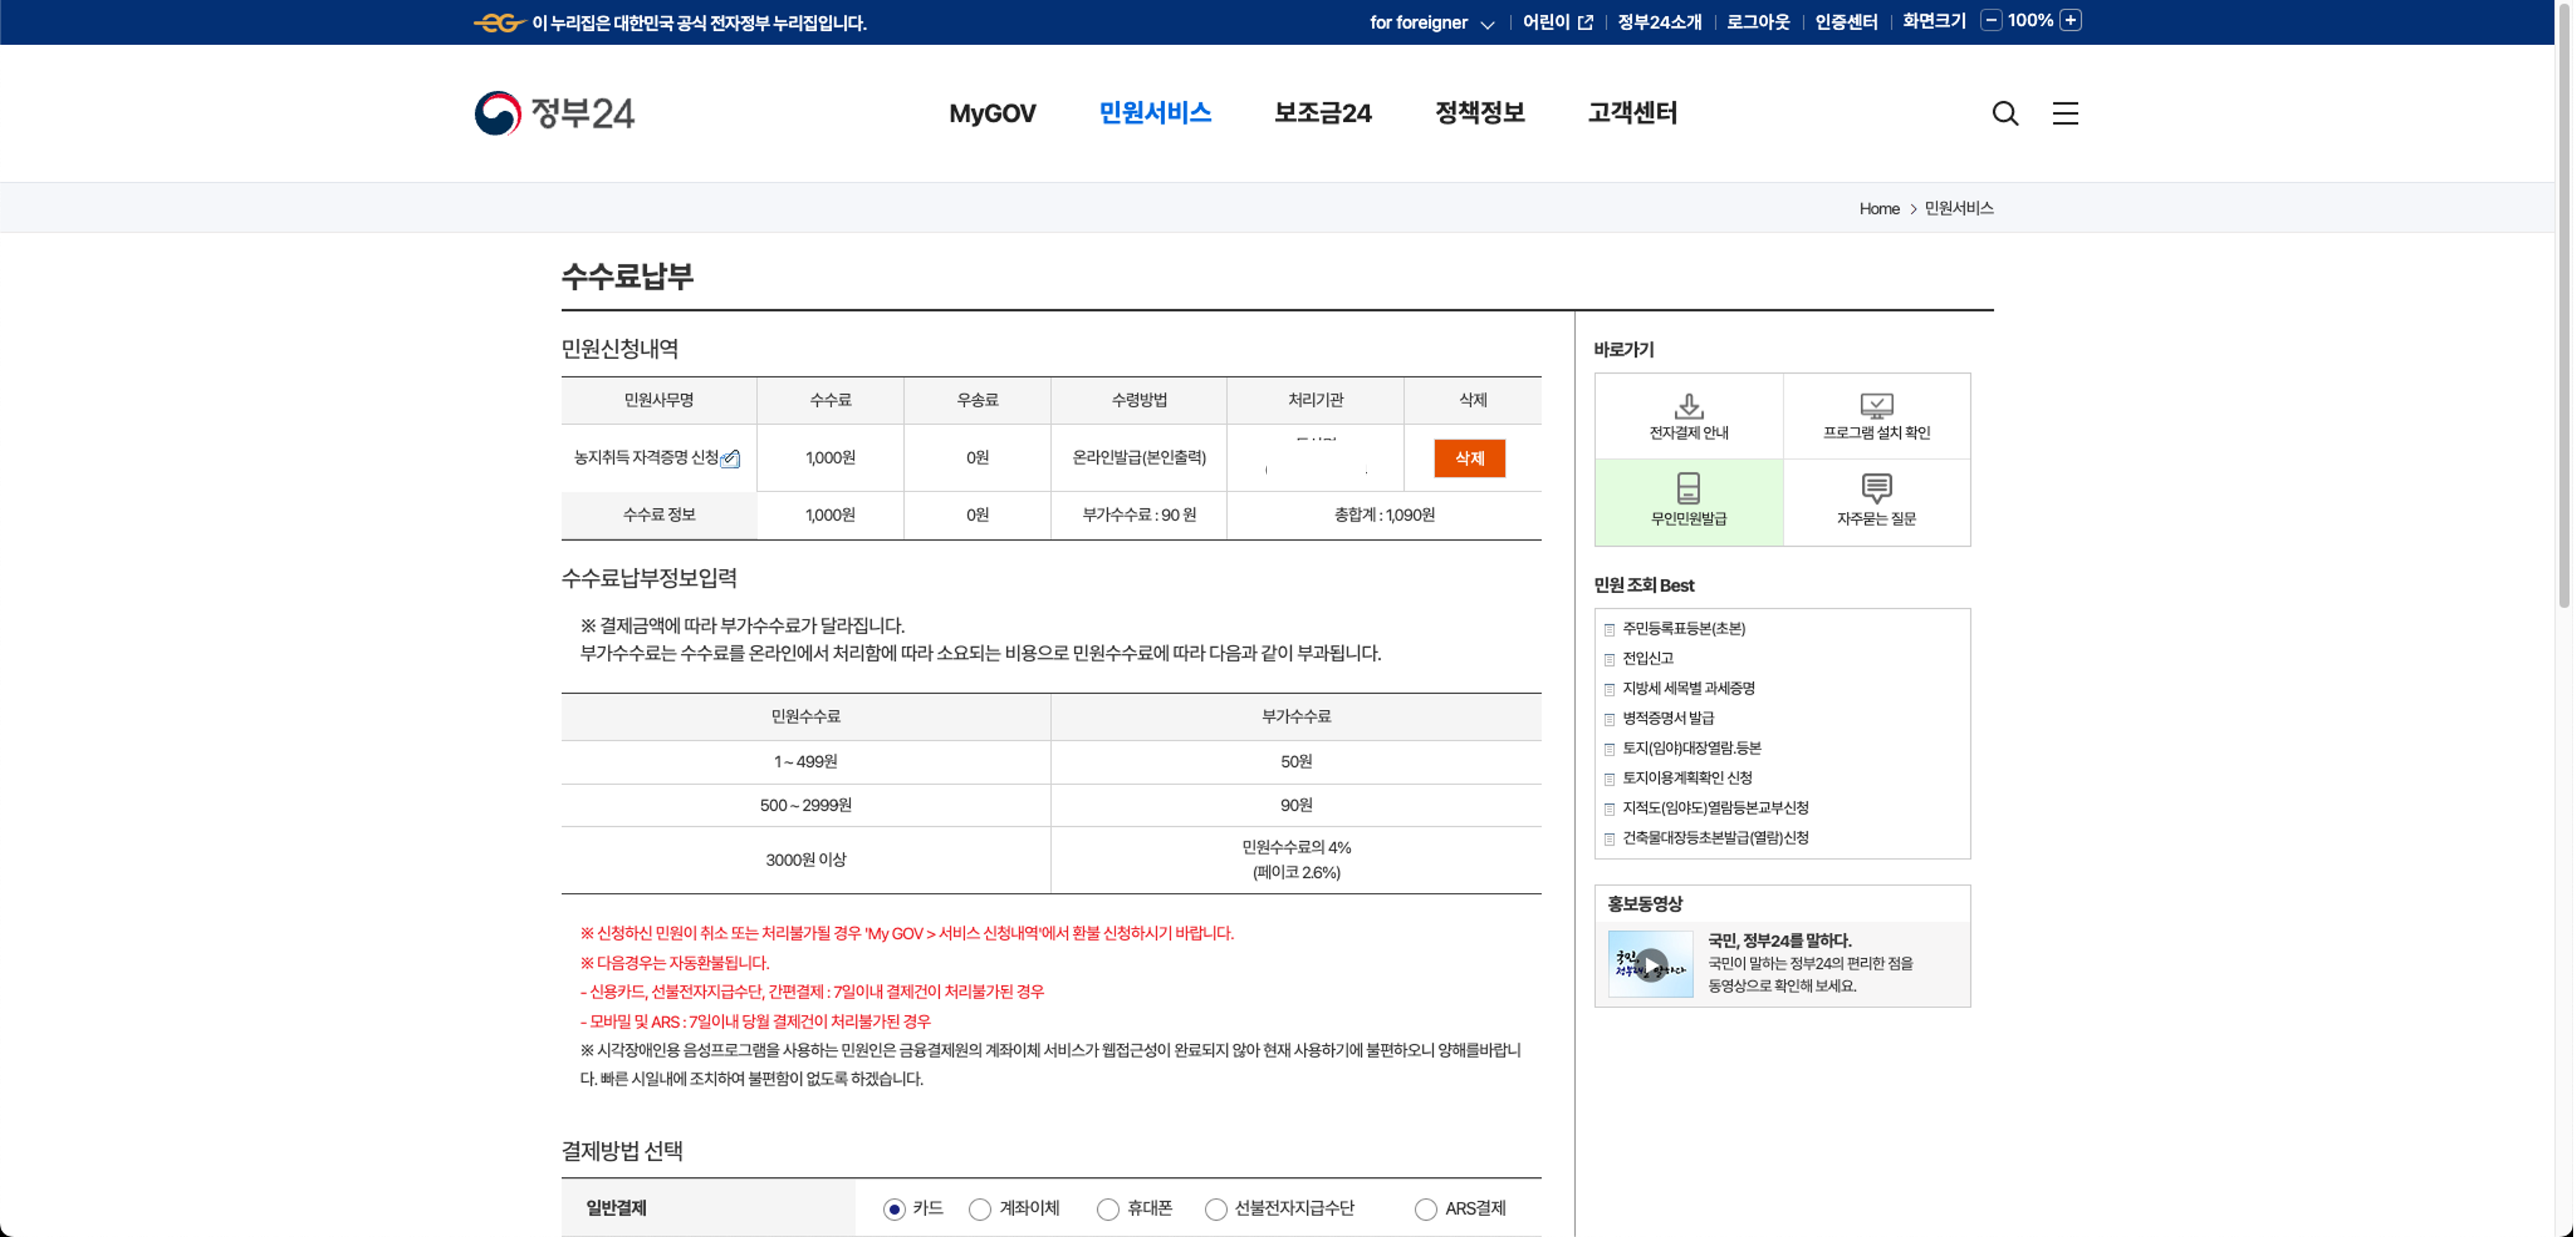 이 누리집은 대한민국 공식 전자정부 누리집입니다.
for foreigner
어린이
정부24소개
로그아웃
인증센터
화면크기
100%
정부24
MyGOV
민원서비스
보조금24
정책정보
고객센터
Home > 민원서비스
수수료납부
민원신청내역
민원사무명 수수료 우송료 수령방법 처리기관 삭제
농지취득 자격증명 신청 1,000원 0원 온라인발급(본인출력) 삭제
수수료 정보 1,000원 0원 부가수수료 : 90 원 총합계 : 1,090원
수수료납부정보입력
※ 결제금액에 따라 부가수수료가 달라집니다.
부가수수료는 수수료를 온라인에서 처리함에 따라 소요되는 비용으로 민원수수료에 따라 다음과 같이 부과됩니다.
민원수수료 부가수수료
1 ~ 499원 50원
500 ~ 2999원 90원
3000원 이상 민원수수료의 4%
(페이코 2.6%)
※ 신청하신 민원이 취소 또는 처리불가될 경우 'My GOV > 서비스 신청내역'에서 환불 신청하시기 바랍니다.
※ 다음경우는 자동환불됩니다.
- 신용카드, 선불전자지급수단, 간편결제 : 7일이내 결제건이 처리불가된 경우
- 모바밀 및 ARS : 7일이내 당월 결제건이 처리불가된 경우
※ 시각장애인용 음성프로그램을 사용하는 민원인은 금융결제원의 계좌이체 서비스가 웹접근성이 완료되지 않아 현재 사용하기에 불편하오니 양해를바랍니
다. 빠른 시일내에 조치하여 불편함이 없도록 하겠습니다.
결제방법 선택
일반결제 카드 계좌이체 휴대폰 선불전자지급수단 ARS결제
바로가기
전자결제 안내
프로그램 설치 확인
무인민원발급
자주묻는 질문
민원 조회 Best
주민등록표등본(초본)
전입신고
지방세 세목별 과세증명
병적증명서 발급
토지(임야)대장열람.등본
토지이용계획확인 신청
지적도(임야도)열람등본교부신청
건축물대장등초본발급(열람)신청
홍보동영상
국민, 정부24를 말하다.
국민이 말하는 정부24의 편리한 점을
동영상으로 확인해 보세요.